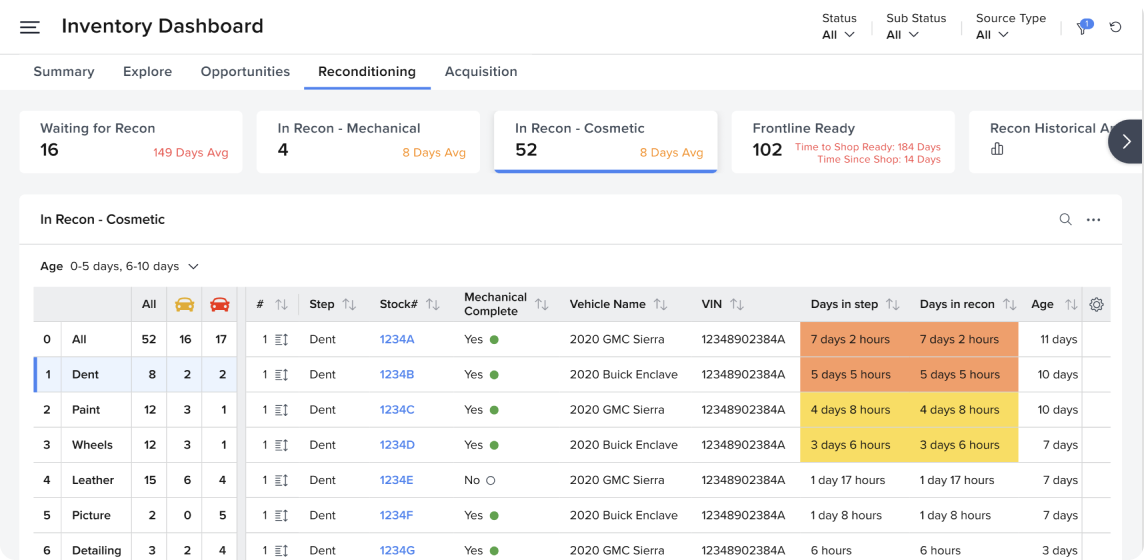 Inventory Dashboard
Status Sub Status Source Type
All All All 1
Summary Explore Opportunities Reconditioning Acquisition
Waiting for Recon
16 149 Days Avg
In Recon - Mechanical
4 8 Days Avg
In Recon - Cosmetic
52 8 Days Avg
Frontline Ready
102 Time to Shop Ready: 184 Days
Time Since Shop: 14 Days
Recon Historical
In Recon - Cosmetic
Age 0-5 days, 6-10 days
All # Step Stock# Mechanical Complete Vehicle Name VIN Days in step Days in recon Age
0 All 52 16 17 1 Dent 1234A Yes 2020 GMC Sierra 12348902384A 7 days 2 hours 7 days 2 hours 11 days
1 Dent 8 2 2 1 Dent 1234B Yes 2020 Buick Enclave 12348902384A 5 days 5 hours 5 days 5 hours 10 days
2 Paint 12 3 1 1 Dent 1234C Yes 2020 GMC Sierra 12348902384A 4 days 8 hours 4 days 8 hours 10 days
3 Wheels 12 3 1 1 Dent 1234D Yes 2020 Buick Enclave 12348902384A 3 days 6 hours 3 days 6 hours 7 days
4 Leather 15 6 4 1 Dent 1234E No 2020 GMC Sierra 12348902384A 1 day 17 hours 1 day 17 hours 7 days
5 Picture 2 0 5 1 Dent 1234F Yes 2020 Buick Enclave 12348902384A 1 day 8 hours 1 day 8 hours 7 days
6 Detailing 3 2 4 1 Dent 1234G Yes 2020 GMC Sierra 12348902384A 6 hours 6 hours 3 days